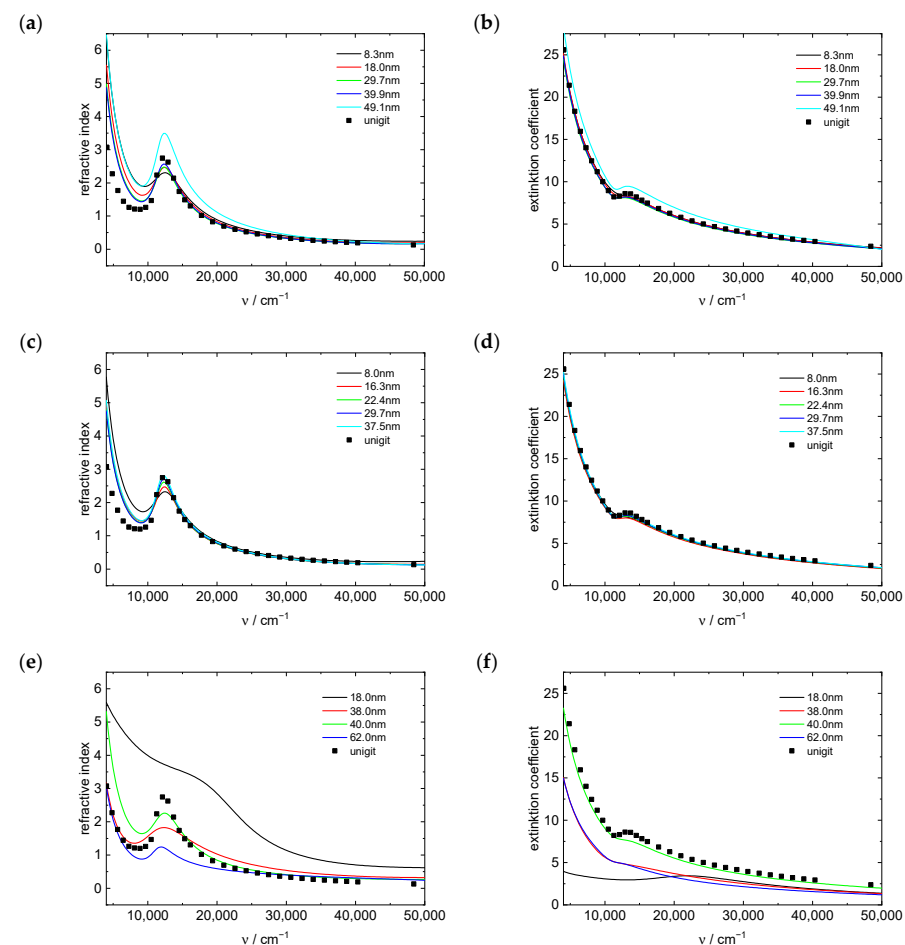 (a)
refractive index
6
5
4
3
2
1
0
8.3nm
18.0nm
29.7nm
39.9nm
49.1nm
unigit
10,000 20,000 30,000 40,000 50,000
ν / cm⁻¹
(b)
extinktion coefficient
25
20
15
10
5
0
8.3nm
18.0nm
29.7nm
39.9nm
49.1nm
unigit
10,000 20,000 30,000 40,000 50,000
ν / cm⁻¹
(c)
refractive index
6
5
4
3
2
1
0
8.0nm
16.3nm
22.4nm
29.7nm
37.5nm
unigit
10,000 20,000 30,000 40,000 50,000
ν / cm⁻¹
(d)
extinktion coefficient
25
20
15
10
5
0
8.0nm
16.3nm
22.4nm
29.7nm
37.5nm
unigit
10,000 20,000 30,000 40,000 50,000
ν / cm⁻¹
(e)
refractive index
6
5
4
3
2
1
0
18.0nm
38.0nm
40.0nm
62.0nm
unigit
10,000 20,000 30,000 40,000 50,000
ν / cm⁻¹
(f)
extinktion coefficient
25
20
15
10
5
0
18.0nm
38.0nm
40.0nm
62.0nm
unigit
10,000 20,000 30,000 40,000 50,000
ν / cm⁻¹